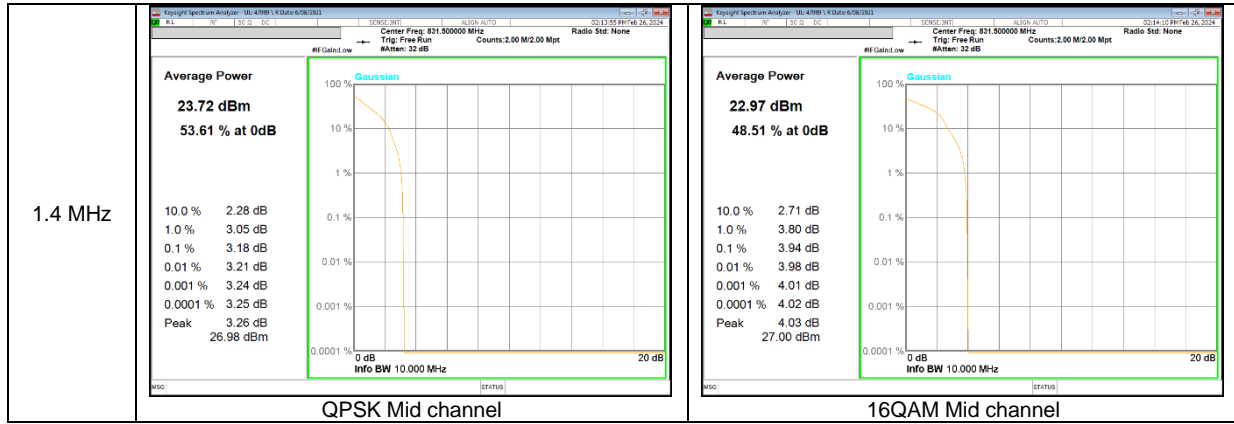 1.4 MHz
Keysight Spectrum Analyzer - UL: 47989 \ R Date: 6/08/2021
RL RF 50 Ω DC SENSE:INT ALIGN AUTO 02:13:55 PM Feb 26, 2024
Center Freq: 831.500000 MHz Radio Std: None
Trig: Free Run Counts:2.00 M/2.00 Mpt
#IFGain:Low #Atten: 32 dB
Average Power
23.72 dBm
53.61 % at 0dB
10.0 % 2.28 dB
1.0 % 3.05 dB
0.1 % 3.18 dB
0.01 % 3.21 dB
0.001 % 3.24 dB
0.0001 % 3.25 dB
Peak 3.26 dB
26.98 dBm
Gaussian
100 %
10 %
1 %
0.1 %
0.01 %
0.001 %
0.0001 %
0 dB 20 dB
Info BW 10.000 MHz
MSG STATUS
QPSK Mid channel
Keysight Spectrum Analyzer - UL: 47989 \ R Date: 6/08/2021
RL RF 50 Ω DC SENSE:INT ALIGN AUTO 02:14:10 PM Feb 26, 2024
Center Freq: 831.500000 MHz Radio Std: None
Trig: Free Run Counts:2.00 M/2.00 Mpt
#IFGain:Low #Atten: 32 dB
Average Power
22.97 dBm
48.51 % at 0dB
10.0 % 2.71 dB
1.0 % 3.80 dB
0.1 % 3.94 dB
0.01 % 3.98 dB
0.001 % 4.01 dB
0.0001 % 4.02 dB
Peak 4.03 dB
27.00 dBm
Gaussian
100 %
10 %
1 %
0.1 %
0.01 %
0.001 %
0.0001 %
0 dB 20 dB
Info BW 10.000 MHz
MSG STATUS
16QAM Mid channel